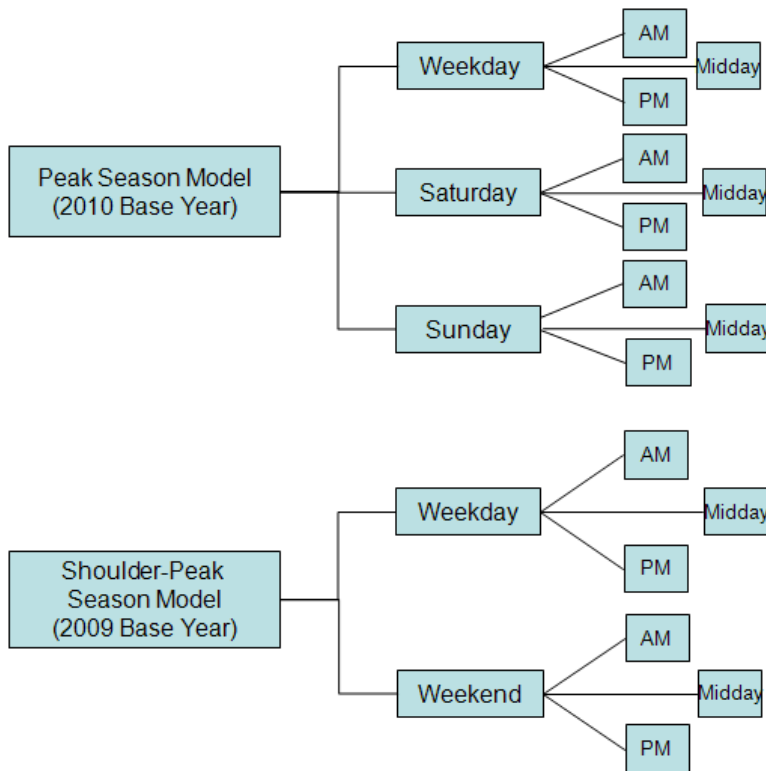 AM
Weekday
Midday
PM
Peak Season Model
(2010 Base Year)
AM
Saturday
Midday
PM
AM
Sunday
Midday
PM
AM
Weekday
Midday
PM
Shoulder-Peak
Season Model
(2009 Base Year)
AM
Weekend
Midday
PM